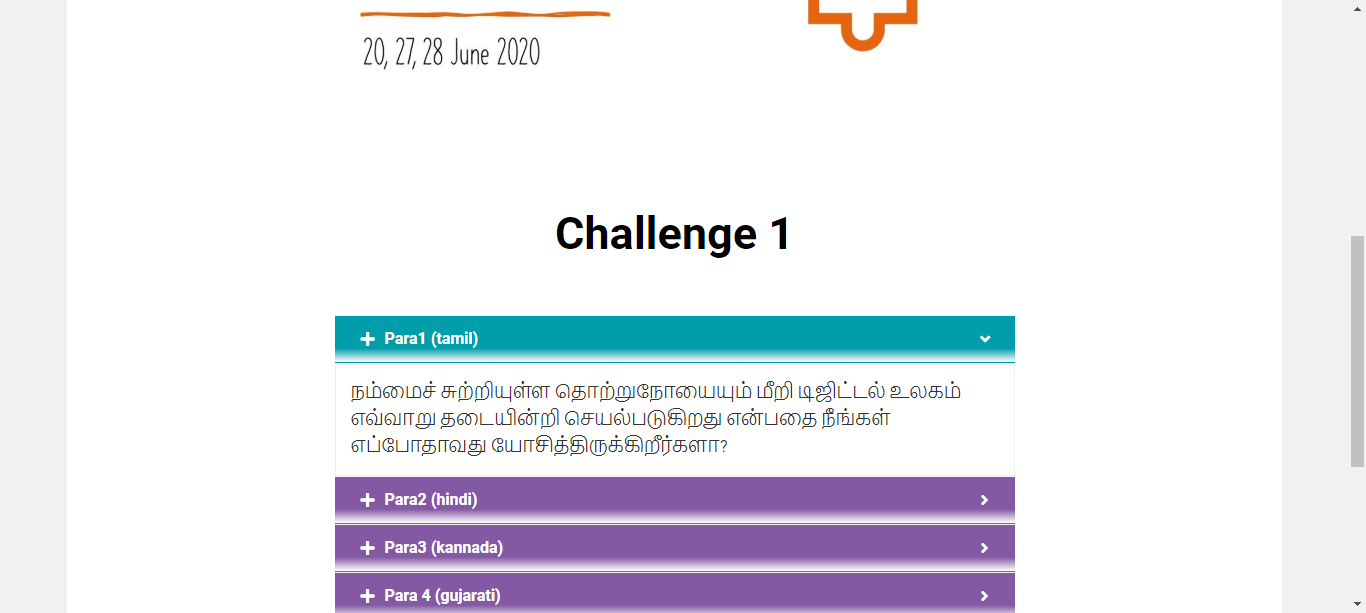 20, 27, 28 June 2020
Challenge 1
Para1 (tamil)
நம்மைச் சுற்றியுள்ள தொற்றுநோயையும் மீறி டிஜிட்டல் உலகம்
எவ்வாறு தடையின்றி செயல்படுகிறது என்பதை நீங்கள்
எப்போதாவது யோசித்திருக்கிறீர்களா?
Para2 (hindi)
Para3 (kannada)
Para 4 (gujarati)